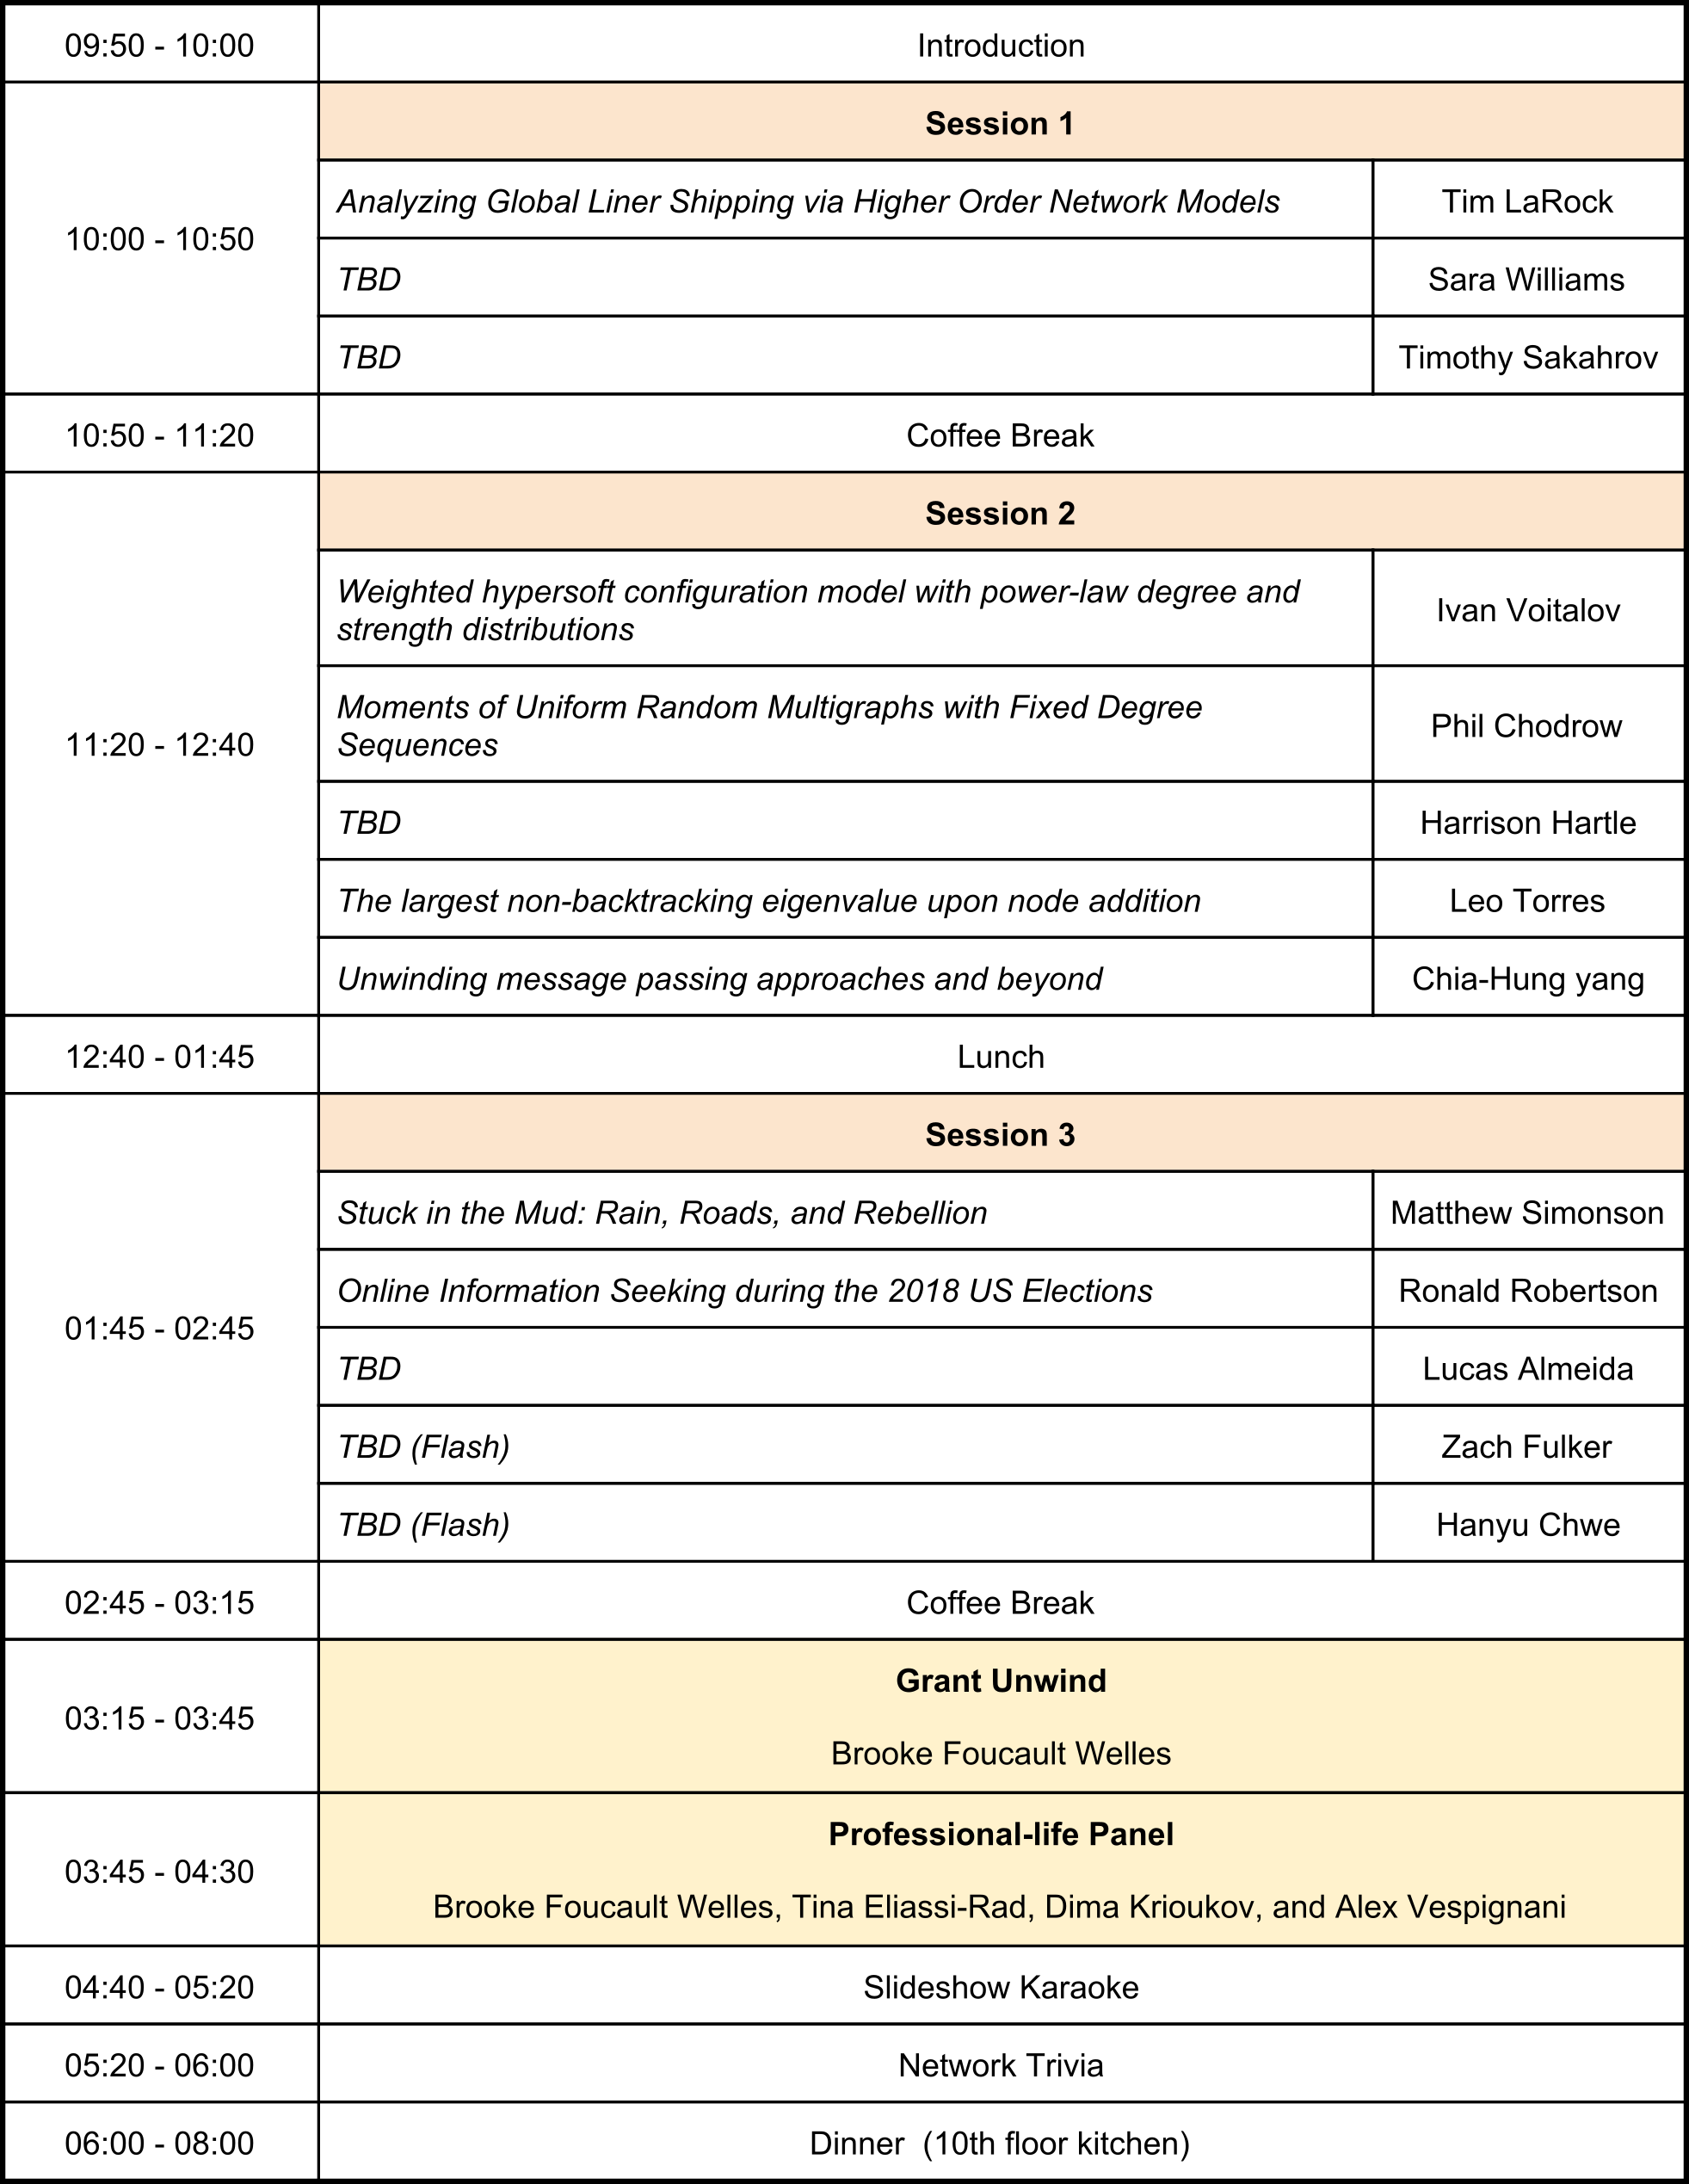 09:50 - 10:00
Introduction
10:00 - 10:50
Session 1
Analyzing Global Liner Shipping via Higher Order Network Models
Tim LaRock
TBD
Sara Williams
TBD
Timothy Sakahrov
10:50 - 11:20
Coffee Break
11:20 - 12:40
Session 2
Weighted hypersoft configuration model with power-law degree and
strength distributions
Ivan Voitalov
Moments of Uniform Random Multigraphs with Fixed Degree
Sequences
Phil Chodrow
TBD
Harrison Hartle
The largest non-backtracking eigenvalue upon node addition
Leo Torres
Unwinding message passing approaches and beyond
Chia-Hung yang
12:40 - 01:45
Lunch
01:45 - 02:45
Session 3
Stuck in the Mud: Rain, Roads, and Rebellion
Matthew Simonson
Online Information Seeking during the 2018 US Elections
Ronald Robertson
TBD
Lucas Almeida
TBD (Flash)
Zach Fulker
TBD (Flash)
Hanyu Chwe
02:45 - 03:15
Coffee Break
03:15 - 03:45
Grant Unwind
Brooke Foucault Welles
03:45 - 04:30
Professional-life Panel
Brooke Foucault Welles, Tina Eliassi-Rad, Dima Krioukov, and Alex Vespignani
04:40 - 05:20
Slideshow Karaoke
05:20 - 06:00
Network Trivia
06:00 - 08:00
Dinner (10th floor kitchen)